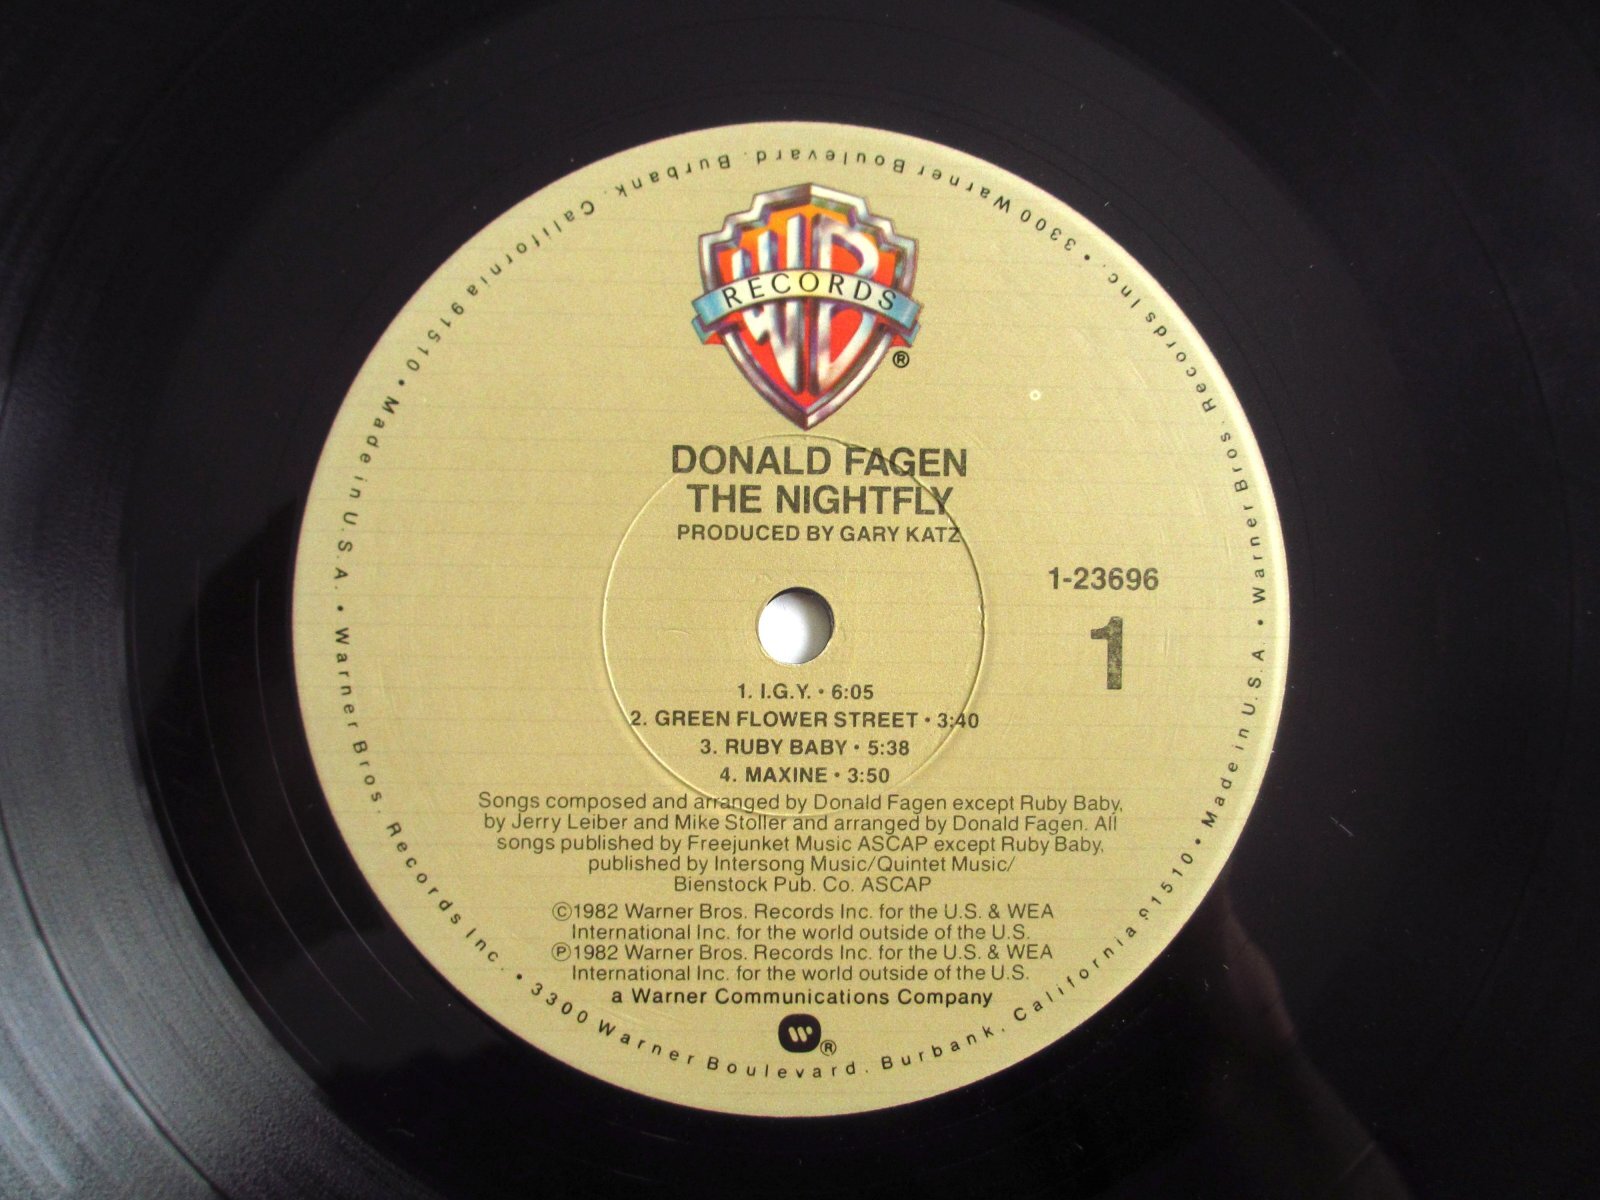 WB
RECORDS
®
DONALD FAGEN
THE NIGHTFLY
PRODUCED BY GARY KATZ
1-23696
1
1. I.G.Y. • 6:05
2. GREEN FLOWER STREET • 3:40
3. RUBY BABY • 5:38
4. MAXINE • 3:50
Songs composed and arranged by Donald Fagen except Ruby Baby,
by Jerry Leiber and Mike Stoller and arranged by Donald Fagen. All
songs published by Freejunket Music ASCAP except Ruby Baby,
published by Intersong Music/Quintet Music/
Bienstock Pub. Co. ASCAP
©1982 Warner Bros. Records Inc. for the U.S. & WEA
International Inc. for the world outside of the U.S.
℗1982 Warner Bros. Records Inc. for the U.S. & WEA
International Inc. for the world outside of the U.S.
a Warner Communications Company
W®
Made in U.S.A. • Warner Bros. Records Inc. • 3300 Warner Boulevard. Burbank. California 91510 • Made in U.S.A. • Warner Bros. Records Inc. • 3300 Warner Boulevard. Burbank. California 91510 •